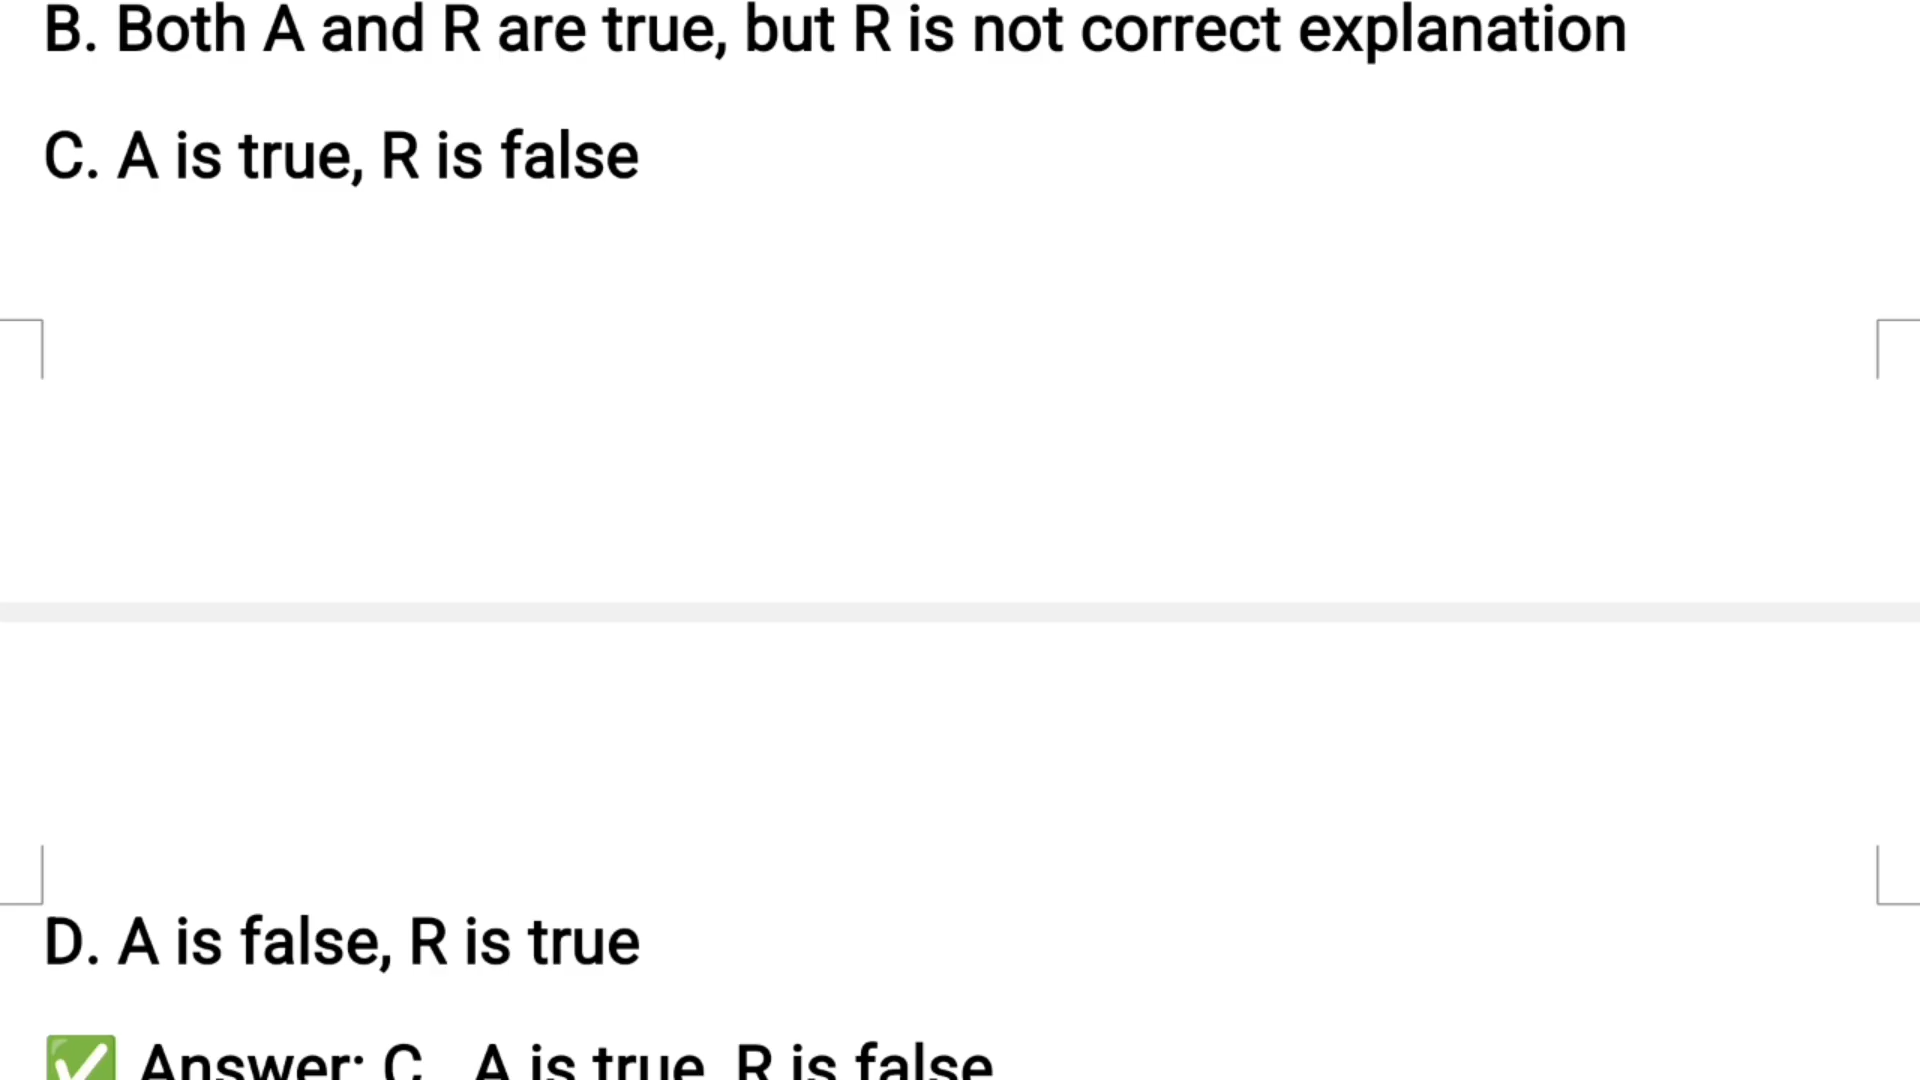 B. Both A and R are true, but R is not correct explanation
C. A is true, R is false
D. A is false, R is true
✅ Answer: C. A is true, R is false